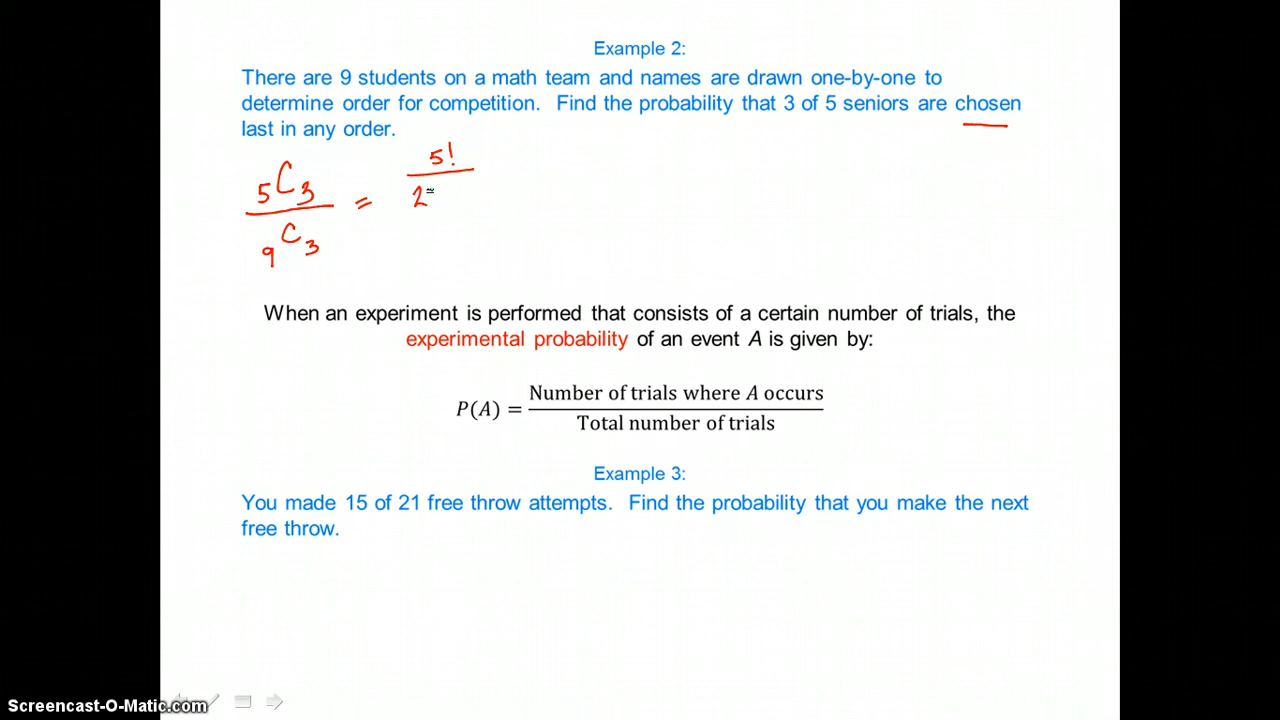 Example 2:
There are 9 students on a math team and names are drawn one-by-one to
determine order for competition. Find the probability that 3 of 5 seniors are chosen
last in any order.
5C3 / 9C3 = 5! / 2
When an experiment is performed that consists of a certain number of trials, the
experimental probability of an event A is given by:
P(A) = Number of trials where A occurs / Total number of trials
Example 3:
You made 15 of 21 free throw attempts. Find the probability that you make the next
free throw.
Screencast-O-Matic.com